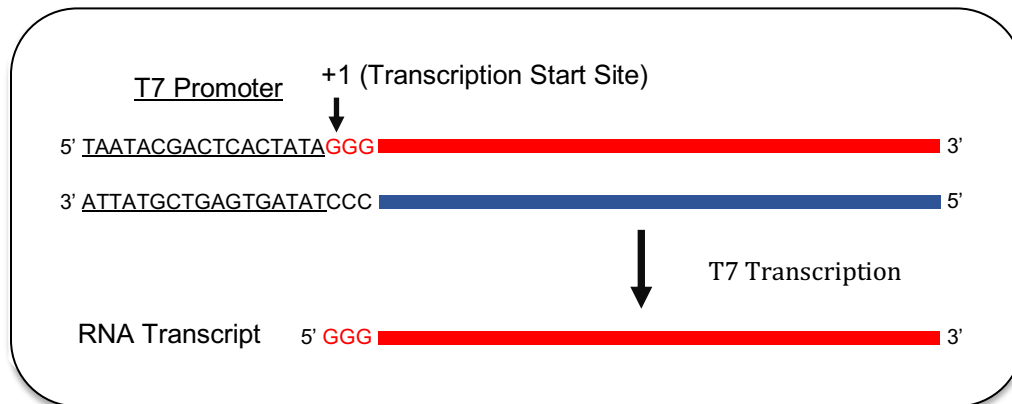 +1 (Transcription Start Site)
T7 Promoter
5’ TAATACGACTCACTATAGGG 3’
3’ ATTATGCTGAGTGATATCCC 5’
T7 Transcription
RNA Transcript 5’ GGG 3’